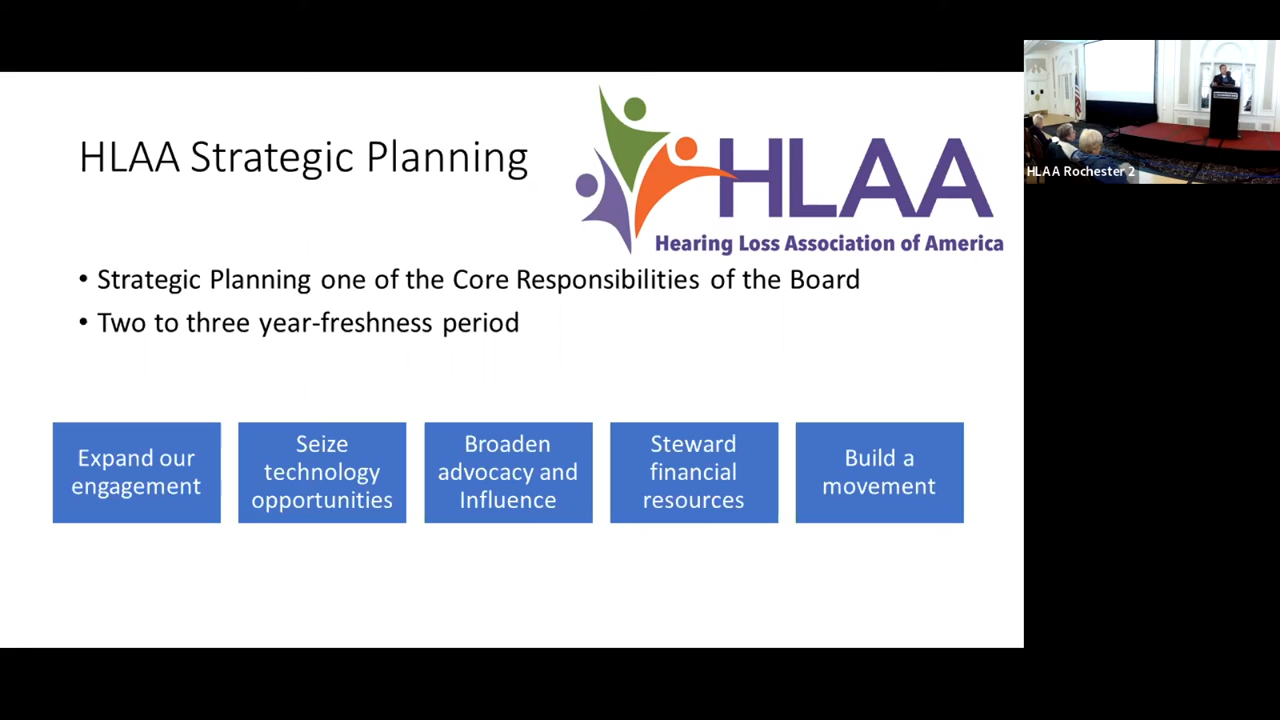 HLAA Strategic Planning
HLAA
Hearing Loss Association of America
• Strategic Planning one of the Core Responsibilities of the Board
• Two to three year-freshness period
Expand our
engagement
Seize
technology
opportunities
Broaden
advocacy and
Influence
Steward
financial
resources
Build a
movement
HLAA Rochester 2